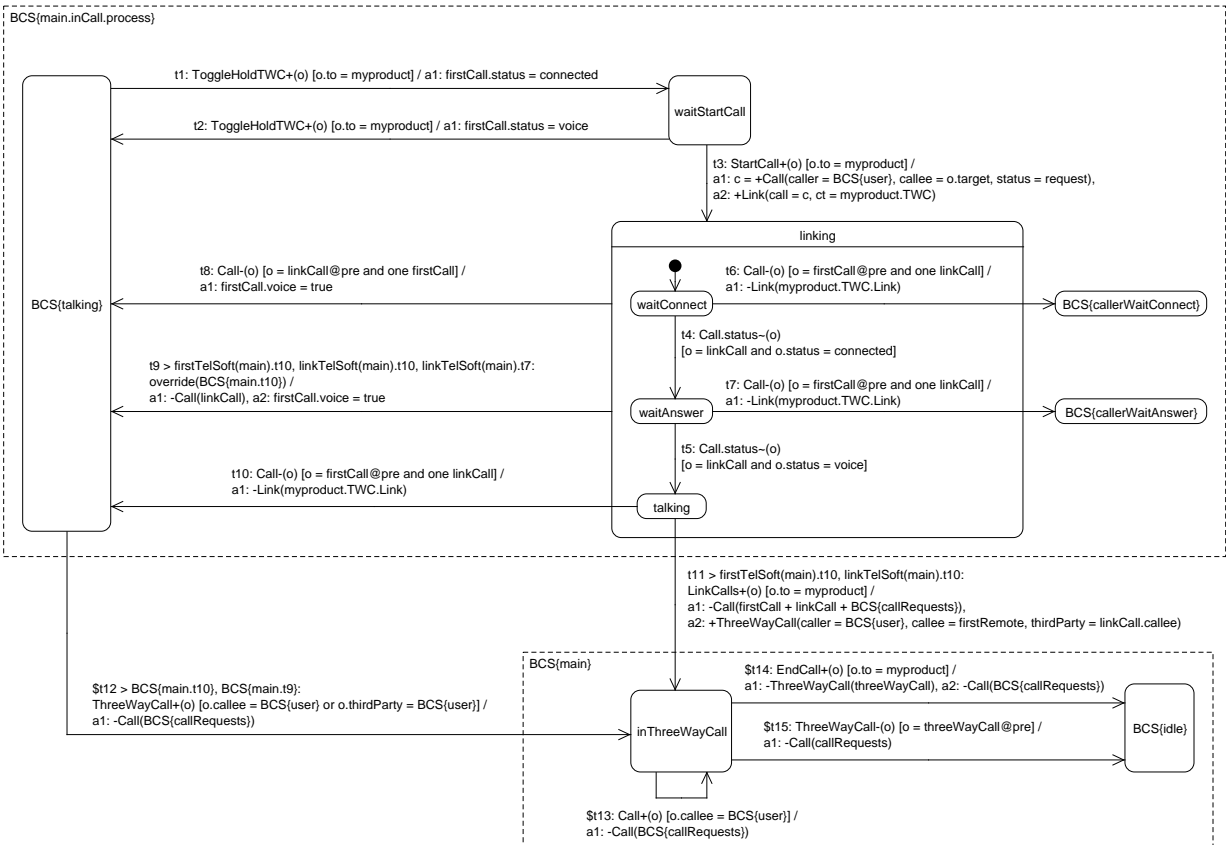 BCS{main.inCall.process}
t1: ToggleHoldTWC+(o) [o.to = myproduct] / a1: firstCall.status = connected
waitStartCall
t2: ToggleHoldTWC+(o) [o.to = myproduct] / a1: firstCall.status = voice
t3: StartCall+(o) [o.to = myproduct] /
a1: c = +Call(caller = BCS{user}, callee = o.target, status = request),
a2: +Link(call = c, ct = myproduct.TWC)
linking
t8: Call-(o) [o = linkCall@pre and one firstCall] /
a1: firstCall.voice = true
t6: Call-(o) [o = firstCall@pre and one linkCall] /
a1: -Link(myproduct.TWC.Link)
BCS{talking}
waitConnect
BCS{callerWaitConnect}
t4: Call.status~(o)
[o = linkCall and o.status = connected]
t9 > firstTelSoft(main).t10, linkTelSoft(main).t10, linkTelSoft(main).t7:
override(BCS{main.t10}) /
a1: -Call(linkCall), a2: firstCall.voice = true
t7: Call-(o) [o = firstCall@pre and one linkCall] /
a1: -Link(myproduct.TWC.Link)
waitAnswer
BCS{callerWaitAnswer}
t5: Call.status~(o)
[o = linkCall and o.status = voice]
t10: Call-(o) [o = firstCall@pre and one linkCall] /
a1: -Link(myproduct.TWC.Link)
talking
t11 > firstTelSoft(main).t10, linkTelSoft(main).t10:
LinkCalls+(o) [o.to = myproduct] /
a1: -Call(firstCall + linkCall + BCS{callRequests}),
a2: +ThreeWayCall(caller = BCS{user}, callee = firstRemote, thirdParty = linkCall.callee)
BCS{main}
$t12 > BCS{main.t10}, BCS{main.t9}:
ThreeWayCall+(o) [o.callee = BCS{user} or o.thirdParty = BCS{user}] /
a1: -Call(BCS{callRequests})
$t14: EndCall+(o) [o.to = myproduct] /
a1: -ThreeWayCall(threeWayCall), a2: -Call(BCS{callRequests})
inThreeWayCall
$t15: ThreeWayCall-(o) [o = threeWayCall@pre] /
a1: -Call(callRequests)
BCS{idle}
$t13: Call+(o) [o.callee = BCS{user}] /
a1: -Call(BCS{callRequests})